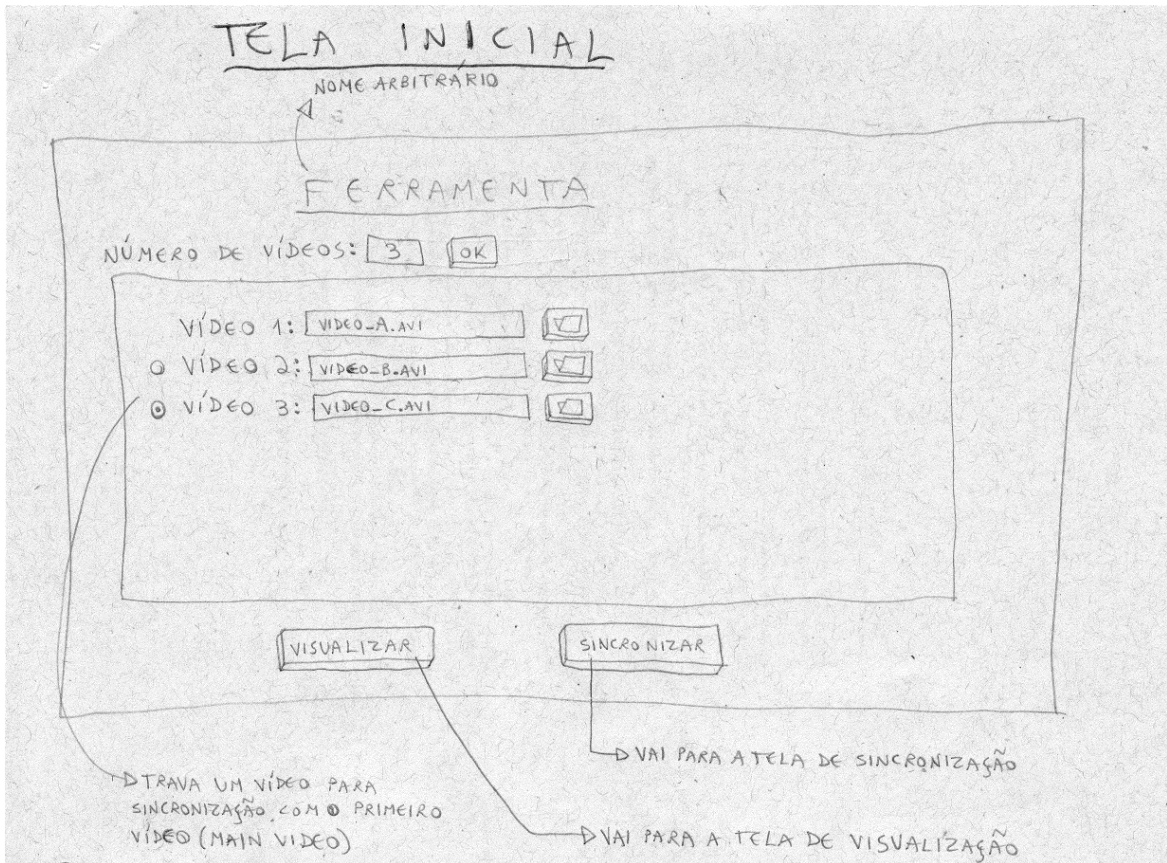 TELA INICIAL
NOME ARBITRÁRIO
FERRAMENTA
NÚMERO DE VÍDEOS: 3 OK
VÍDEO 1: VIDEO_A.AVI
VÍDEO 2: VIDEO_B.AVI
VÍDEO 3: VIDEO_C.AVI
VISUALIZAR SINCRONIZAR
VAI PARA A TELA DE SINCRONIZAÇÃO
TRAVA UM VÍDEO PARA
SINCRONIZAÇÃO COM O PRIMEIRO
VÍDEO (MAIN VIDEO)
VAI PARA A TELA DE VISUALIZAÇÃO